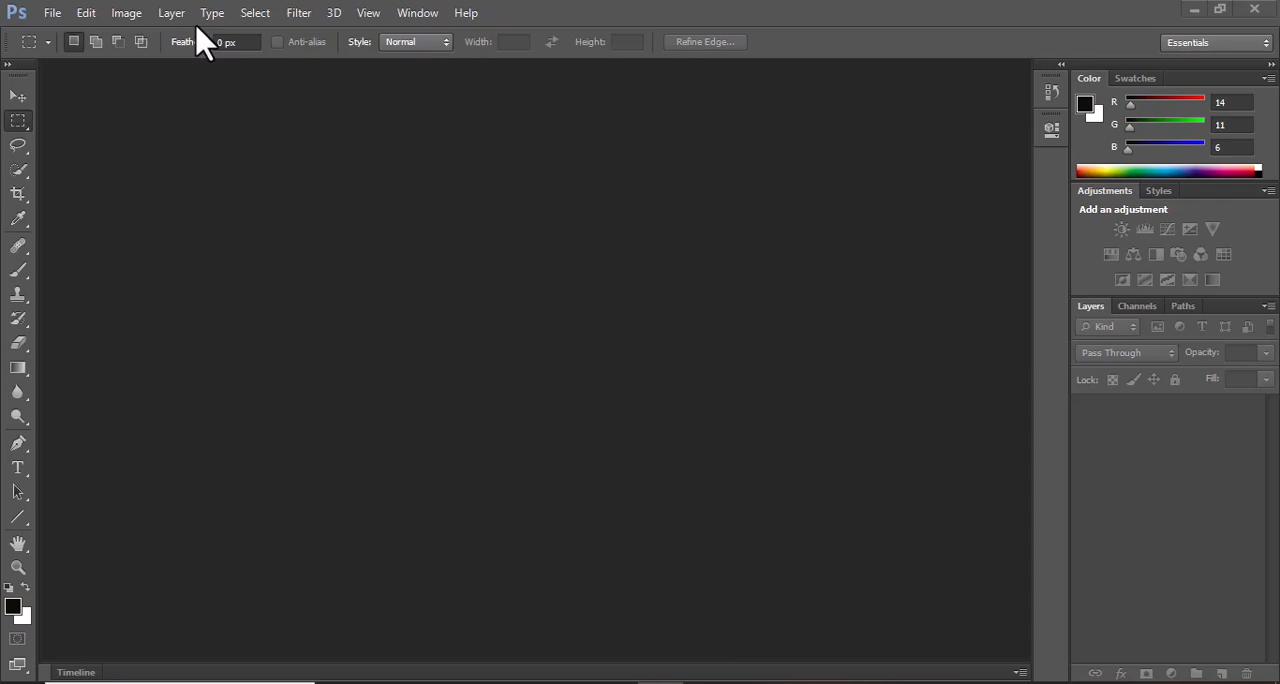 Ps File Edit Image Layer Type Select Filter 3D View Window Help
0 px Anti-alias Style: Normal Width: Height: Refine Edge... Essentials
Color Swatches
R 14
G 11
B 6
Adjustments Styles
Add an adjustment
Layers Channels Paths
Kind T
Pass Through Opacity:
Lock: Fill:
T
fx
Timeline